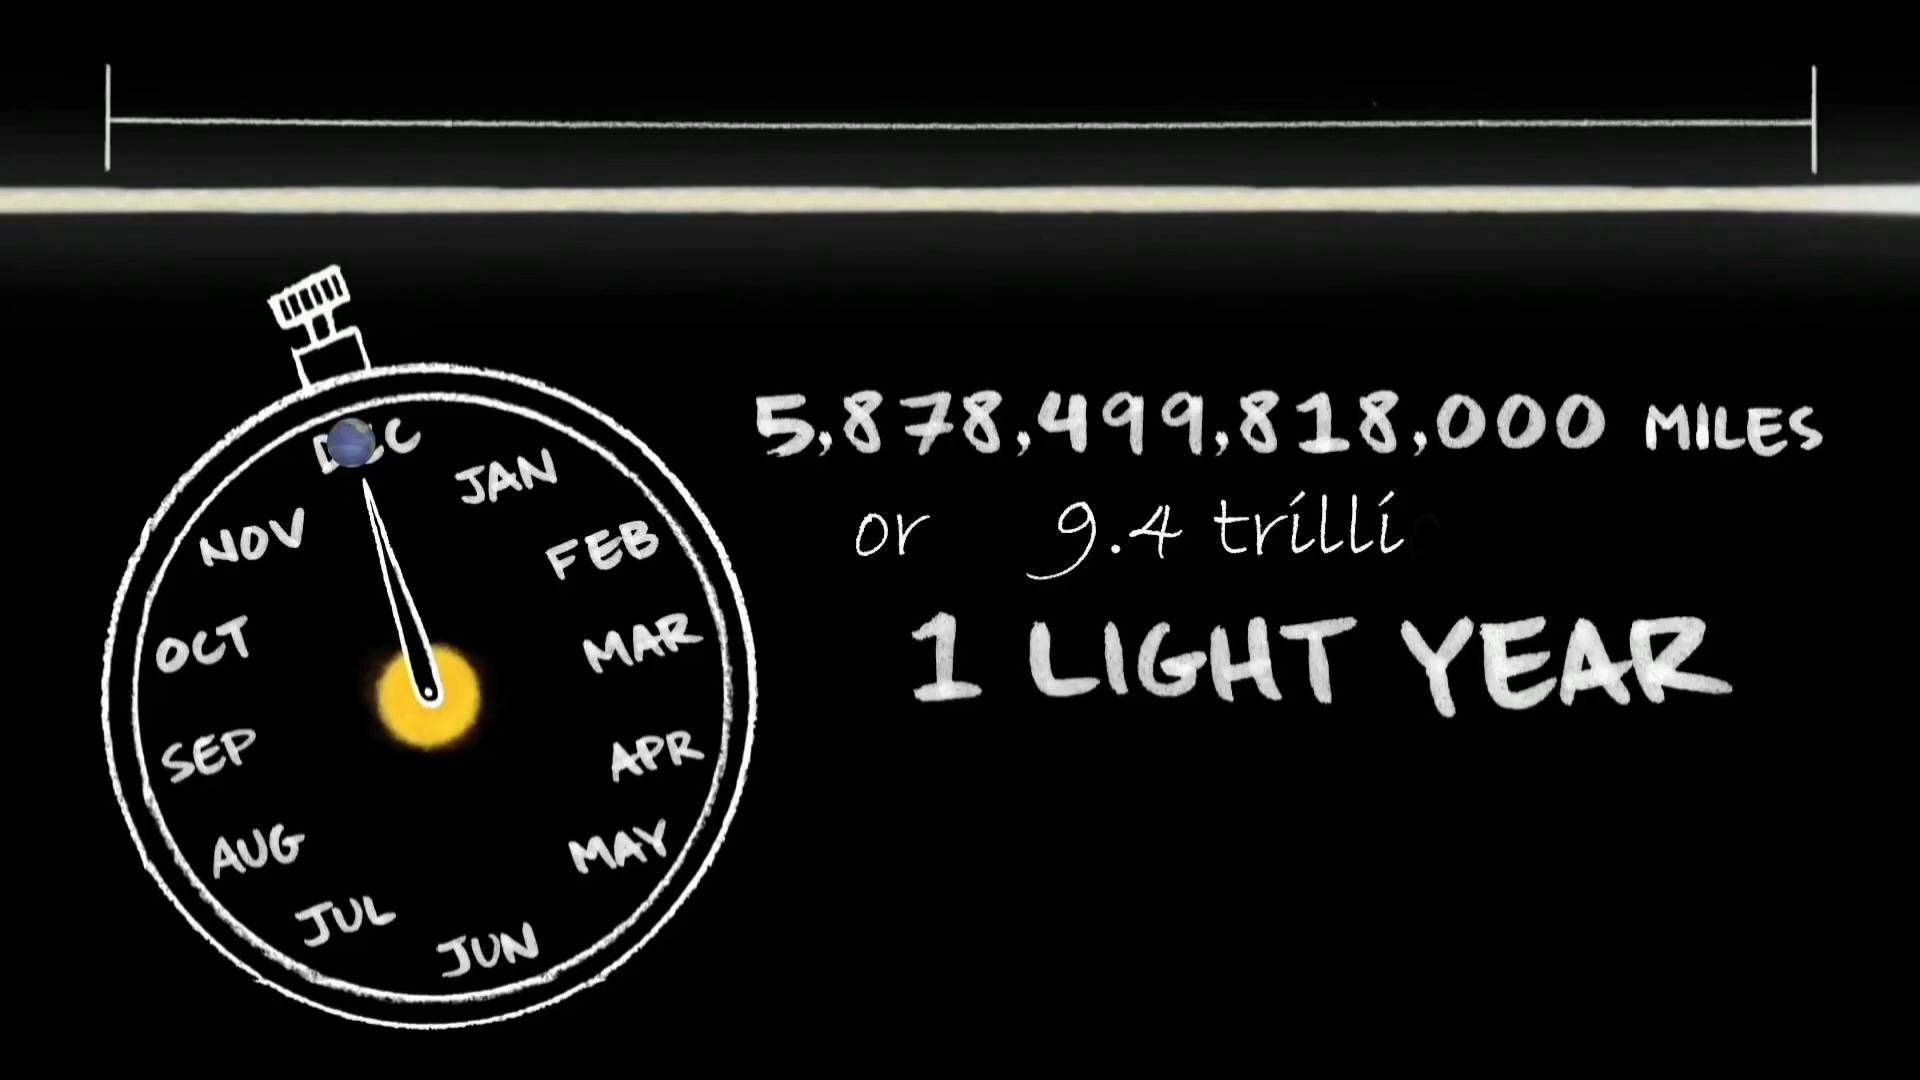 5,878,499,818,000 MILES
or 9.4 trilli
1 LIGHT YEAR
DEC
JAN
FEB
MAR
APR
MAY
JUN
JUL
AUG
SEP
OCT
NOV